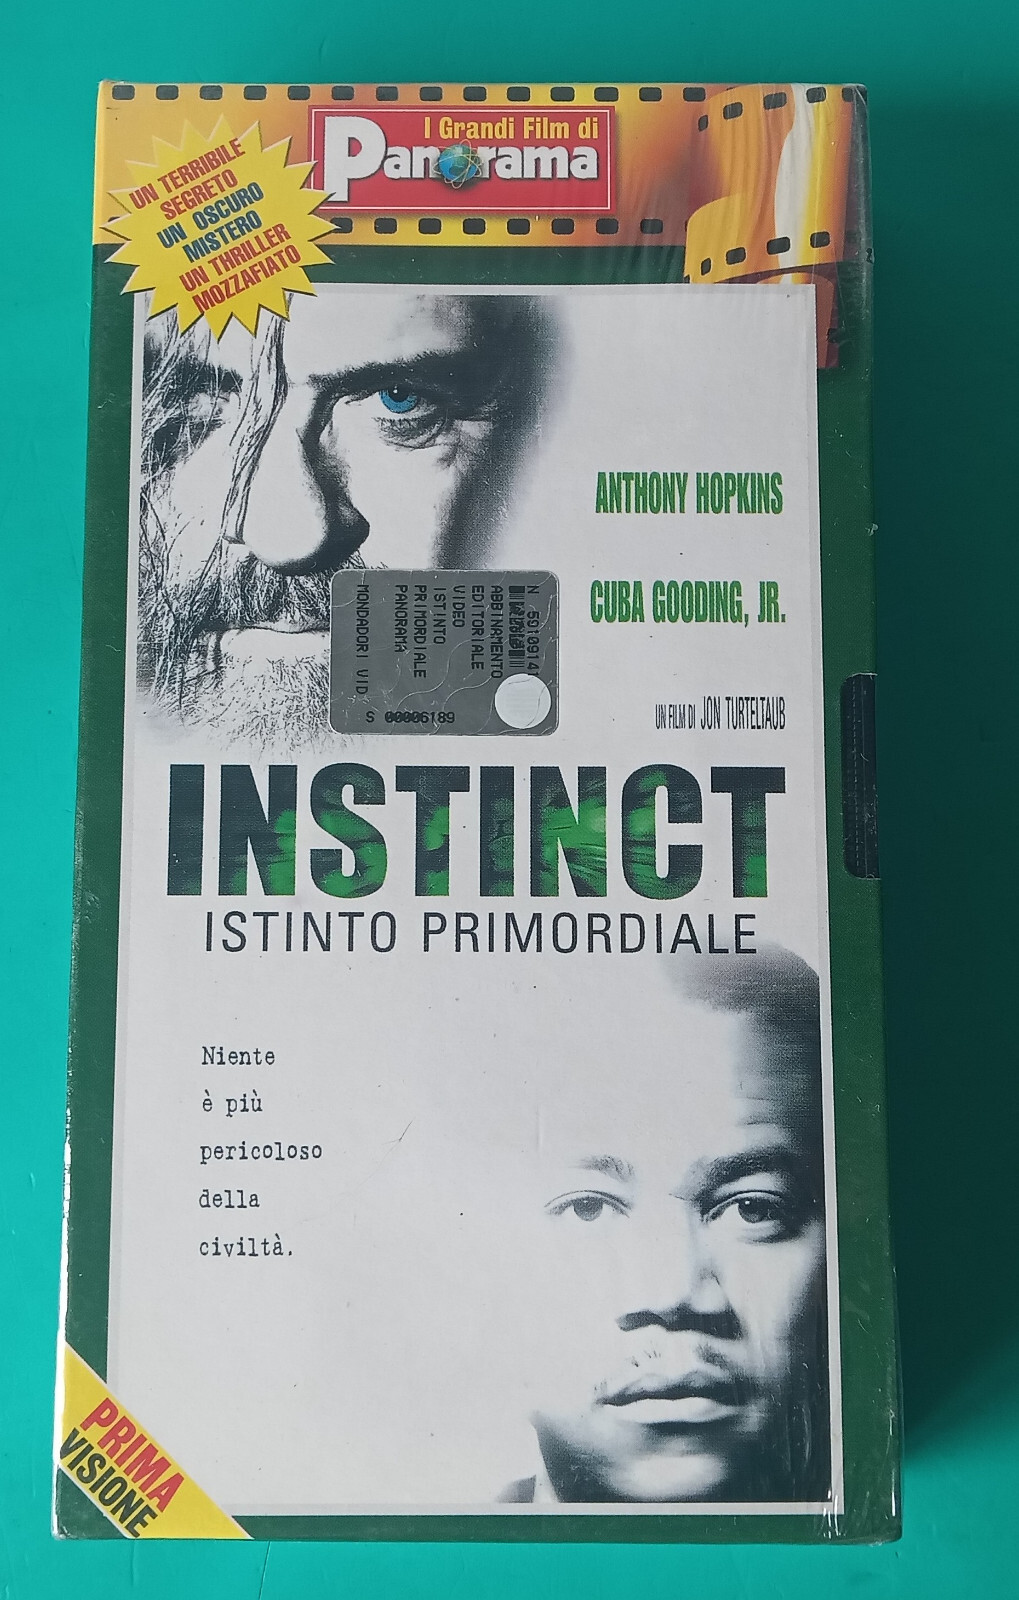 I Grandi Film di
Panorama
UN TERRIBILE
SEGRETO
UN OSCURO
MISTERO
UN THRILLER
MOZZAFIATO
ANTHONY HOPKINS
CUBA GOODING, JR.
UN FILM DI JON TURTELTAUB
ABBINAMENTO
EDITORIALE
VIDEO
ISTINTO
PRIMORDIALE
PANORAMA
MONDADORI VID
S 00006189
INSTINCT
ISTINTO PRIMORDIALE
Niente
è più
pericoloso
della
civiltà.
PRIMA
VISIONE